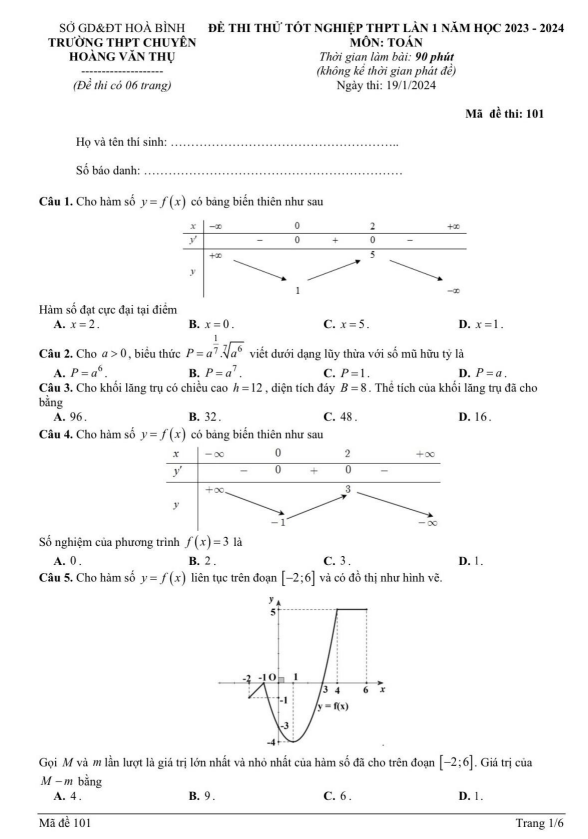 SỞ GD&ĐT HOÀ BÌNH
TRƯỜNG THPT CHUYÊN
HOÀNG VĂN THỤ
--------------------
(Đề thi có 06 trang)
ĐỀ THI THỬ TỐT NGHIỆP THPT LẦN 1 NĂM HỌC 2023 - 2024
MÔN: TOÁN
Thời gian làm bài: 90 phút
(không kể thời gian phát đề)
Ngày thi: 19/1/2024
Mã đề thi: 101
Họ và tên thí sinh:
Số báo danh:
Câu 1. Cho hàm số y = f(x) có bảng biến thiên như sau
x -∞ 0 2 +∞
y' - 0 + 0 -
y +∞ 1 5 -∞
Hàm số đạt cực đại tại điểm
A. x = 2. B. x = 0. C. x = 5. D. x = 1.
Câu 2. Cho a > 0, biểu thức P = a^{1/7}.\sqrt[7]{a^6} viết dưới dạng lũy thừa với số mũ hữu tỷ là
A. P = a^6. B. P = a^7. C. P = 1. D. P = a.
Câu 3. Cho khối lăng trụ có chiều cao h = 12, diện tích đáy B = 8. Thể tích của khối lăng trụ đã cho
bằng
A. 96. B. 32. C. 48. D. 16.
Câu 4. Cho hàm số y = f(x) có bảng biến thiên như sau
x -∞ 0 2 +∞
y' - 0 + 0 -
y +∞ -1 3 -∞
Số nghiệm của phương trình f(x) = 3 là
A. 0. B. 2. C. 3. D. 1.
Câu 5. Cho hàm số y = f(x) liên tục trên đoạn [-2;6] và có đồ thị như hình vẽ.
y
5
-2 -1 O 1 3 4 6 x
-1
y = f(x)
-3
-4
Gọi M và m lần lượt là giá trị lớn nhất và nhỏ nhất của hàm số đã cho trên đoạn [-2;6]. Giá trị của
M - m bằng
A. 4. B. 9. C. 6. D. 1.
Mã đề 101 Trang 1/6